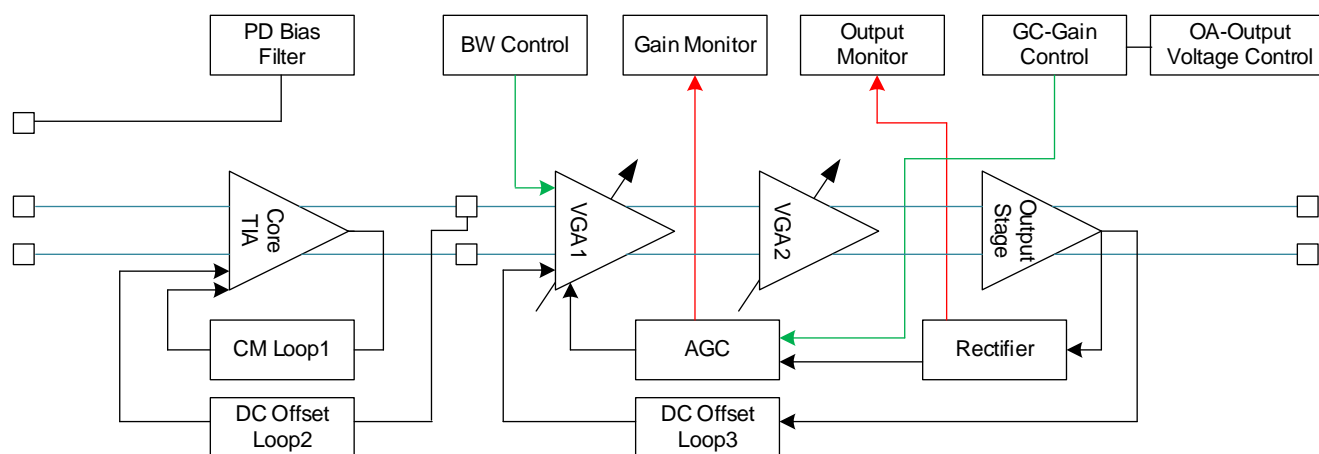 PD Bias
Filter
BW Control
Gain Monitor
Output
Monitor
GC-Gain
Control
OA-Output
Voltage Control
Core
TIA
VGA1
VGA2
Output
Stage
CM Loop1
AGC
Rectifier
DC Offset
Loop2
DC Offset
Loop3